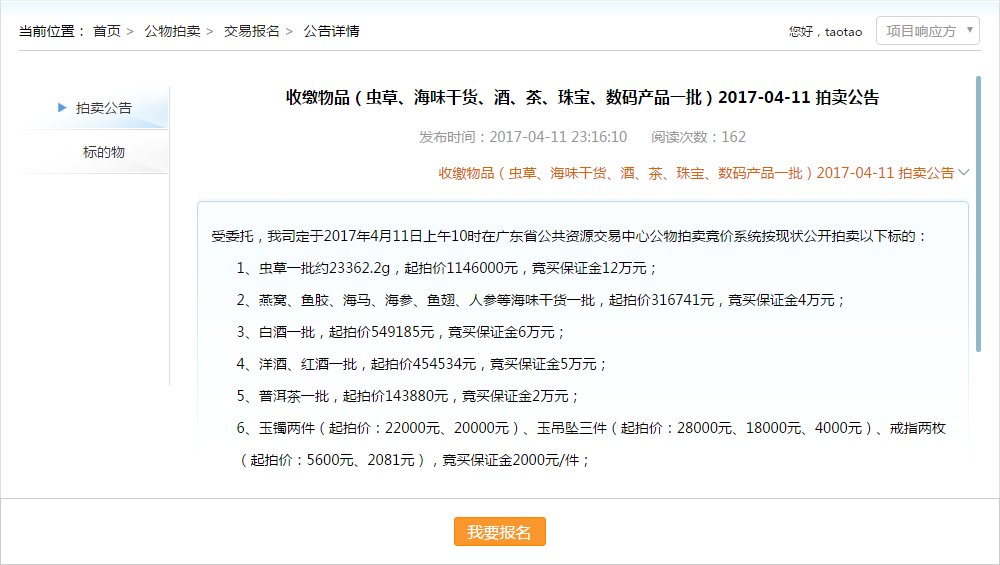 当前位置： 首页 > 公物拍卖 > 交易报名 > 公告详情
您好，taotao 项目响应方
拍卖公告
标的物
收缴物品（虫草、海味干货、酒、茶、珠宝、数码产品一批）2017-04-11 拍卖公告
发布时间：2017-04-11 23:16:10 阅读次数：162
收缴物品（虫草、海味干货、酒、茶、珠宝、数码产品一批）2017-04-11 拍卖公告
受委托，我司定于2017年4月11日上午10时在广东省公共资源交易中心公物拍卖竞价系统按现状公开拍卖以下标的：
1、虫草一批约23362.2g，起拍价1146000元，竞买保证金12万元；
2、燕窝、鱼胶、海马、海参、鱼翅、人参等海味干货一批，起拍价316741元，竞买保证金4万元；
3、白酒一批，起拍价549185元，竞买保证金6万元；
4、洋酒、红酒一批，起拍价454534元，竞买保证金5万元；
5、普洱茶一批，起拍价143880元，竞买保证金2万元；
6、玉镯两件（起拍价：22000元、20000元）、玉吊坠三件（起拍价：28000元、18000元、4000元）、戒指两枚
（起拍价：5600元、2081元），竞买保证金2000元/件；
我要报名